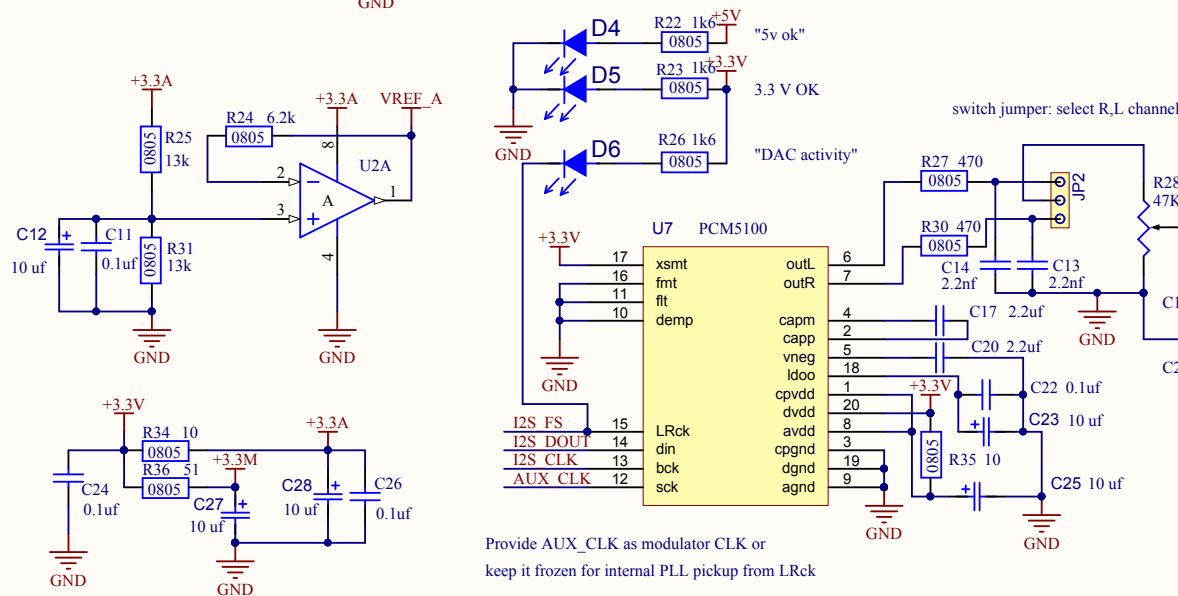 GND
D4
R22 1k6
0805
+5V
"5v ok"
D5
R23 1k6
0805
+3.3V
3.3 V OK
GND
D6
R26 1k6
0805
"DAC activity"
+3.3A
R25
0805
13k
R24 6.2k
0805
+3.3A
VREF_A
8
U2A
2
A
1
3
4
C12
10 uf
C11
0.1uf
R31
0805
13k
GND
GND
switch jumper: select R,L channel
R27 470
0805
JP2
R28
47K
R30 470
0805
C14
2.2nf
C13
2.2nf
GND
C1
C2
U7 PCM5100
+3.3V
17 xsmt
16 fmt
11 flt
10 demp
GND
outL 6
outR 7
capm 4
capp 2
vneg 5
ldoo 18
cpvdd 1
dvdd 20
avdd 8
cpgnd 3
dgnd 19
agnd 9
I2S_FS 15 LRck
I2S_DOUT 14 din
I2S_CLK 13 bck
AUX_CLK 12 sck
C17 2.2uf
C20 2.2uf
+3.3V
C22 0.1uf
C23 10 uf
0805
R35 10
C25 10 uf
GND
GND
+3.3V
R34 10
0805
R36 51
0805
+3.3M
+3.3A
C24
0.1uf
C27
10 uf
C28
10 uf
C26
0.1uf
GND
GND
Provide AUX_CLK as modulator CLK or
keep it frozen for internal PLL pickup from LRck